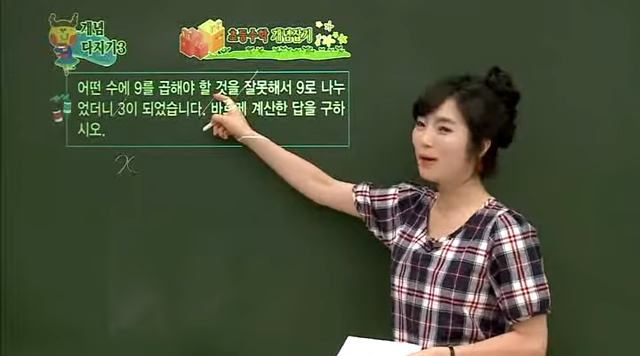 개념
다지기3
초등수학 개념잡기
어떤 수에 9를 곱해야 할 것을 잘못해서 9로 나누
었더니 3이 되었습니다. 바르게 계산한 답을 구하
시오.
x